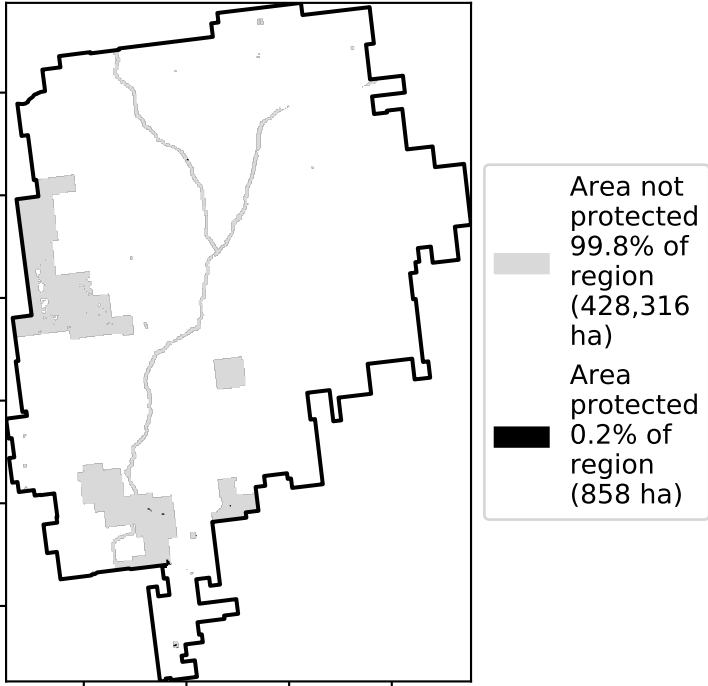 Area not
protected
99.8% of
region
(428,316
ha)
Area
protected
0.2% of
region
(858 ha)